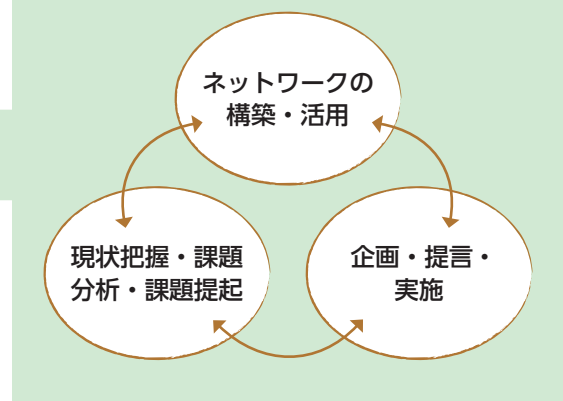 ネットワークの
構築・活用
現状把握・課題
分析・課題提起
企画・提言・
実施